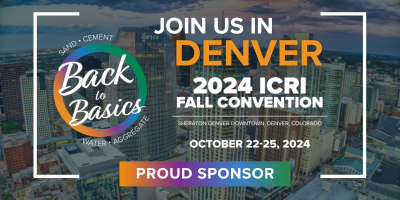 JOIN US IN
DENVER
SAND • CEMENT
Back
to
Basics
WATER • AGGREGATE
2024 ICRI
FALL CONVENTION
SHERATON DENVER DOWNTOWN, DENVER, COLORADO
OCTOBER 22-25, 2024
PROUD SPONSOR